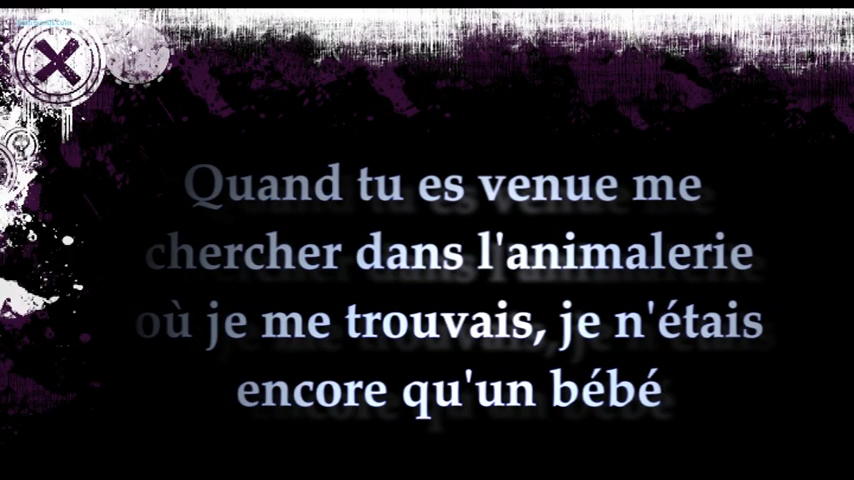 Quand tu es venue me
chercher dans l'animalerie
où je me trouvais, je n'étais
encore qu'un bébé